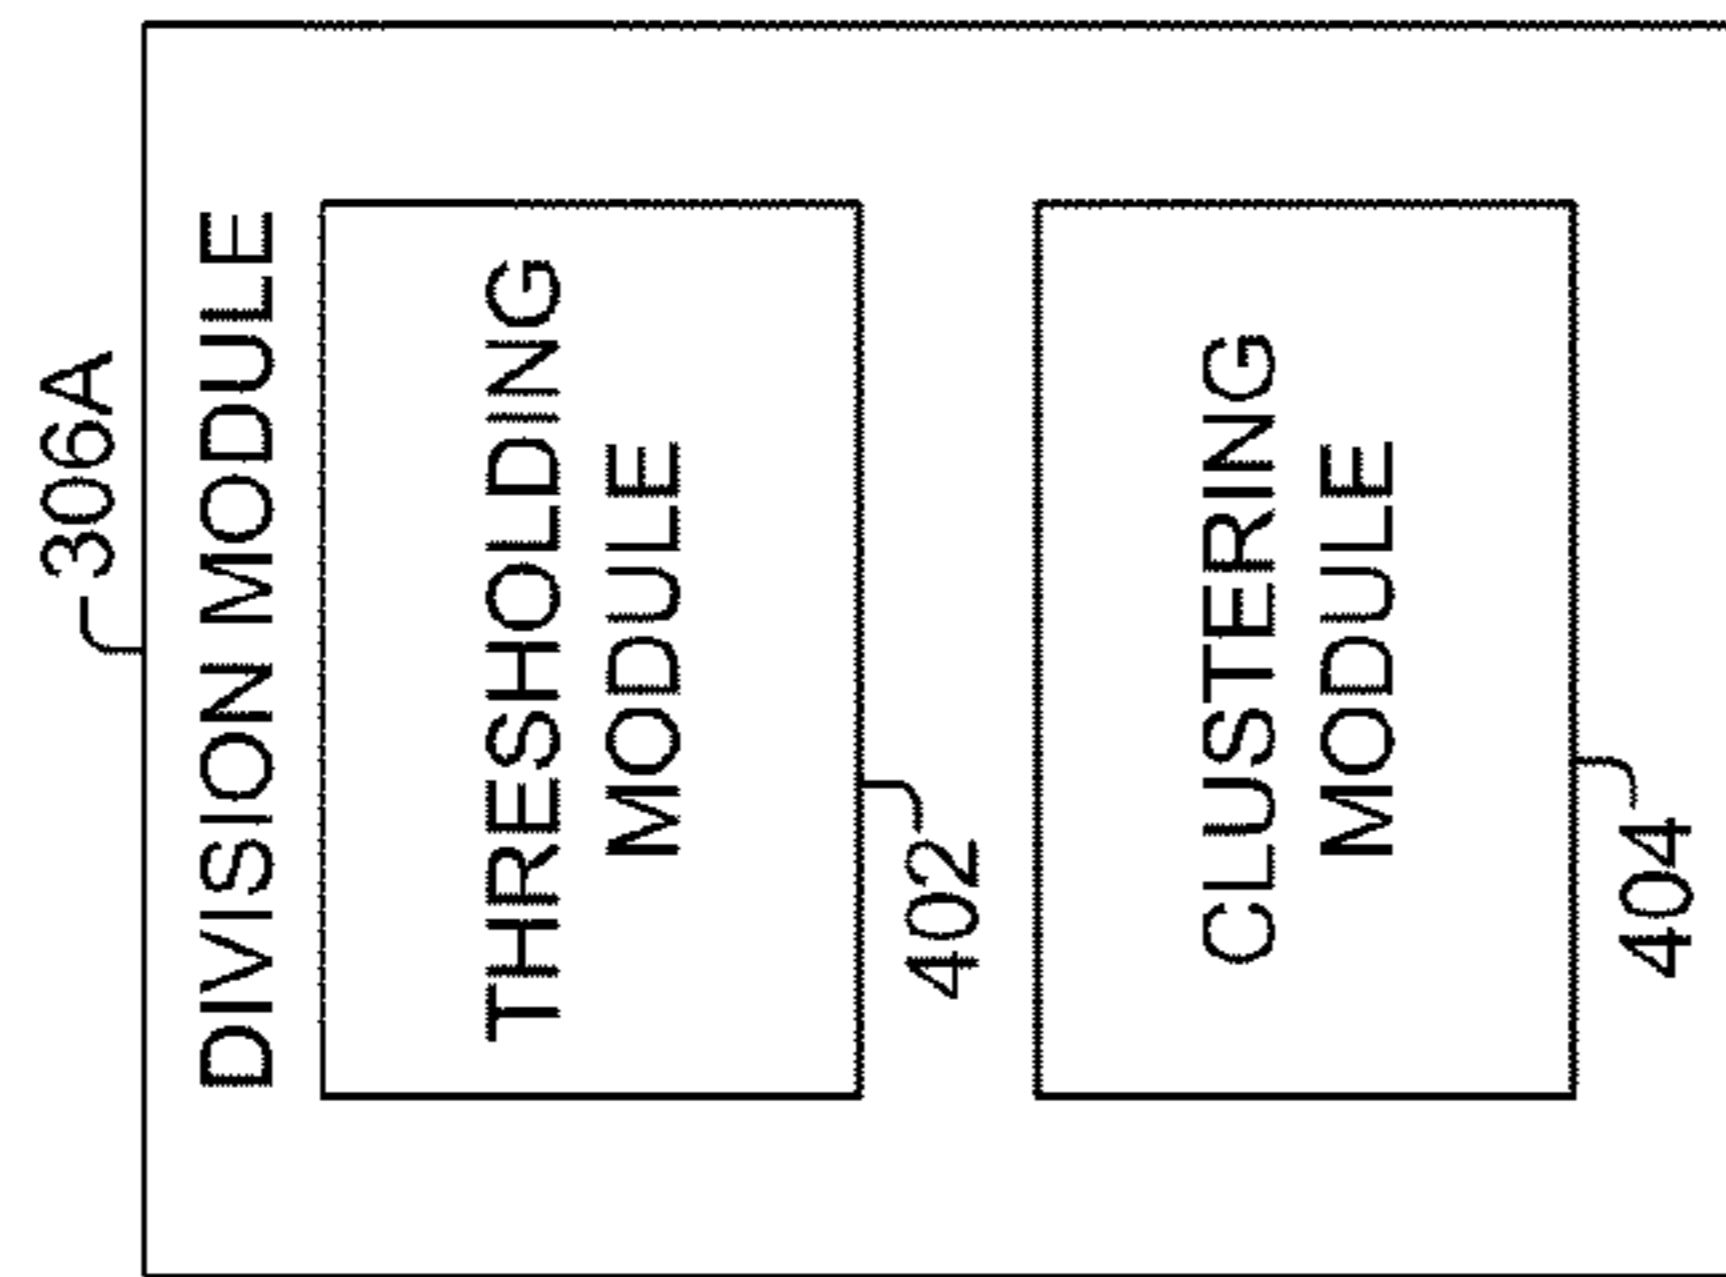 306A
DIVISION MODULE
THRESHOLDING
MODULE
402
CLUSTERING
MODULE
404